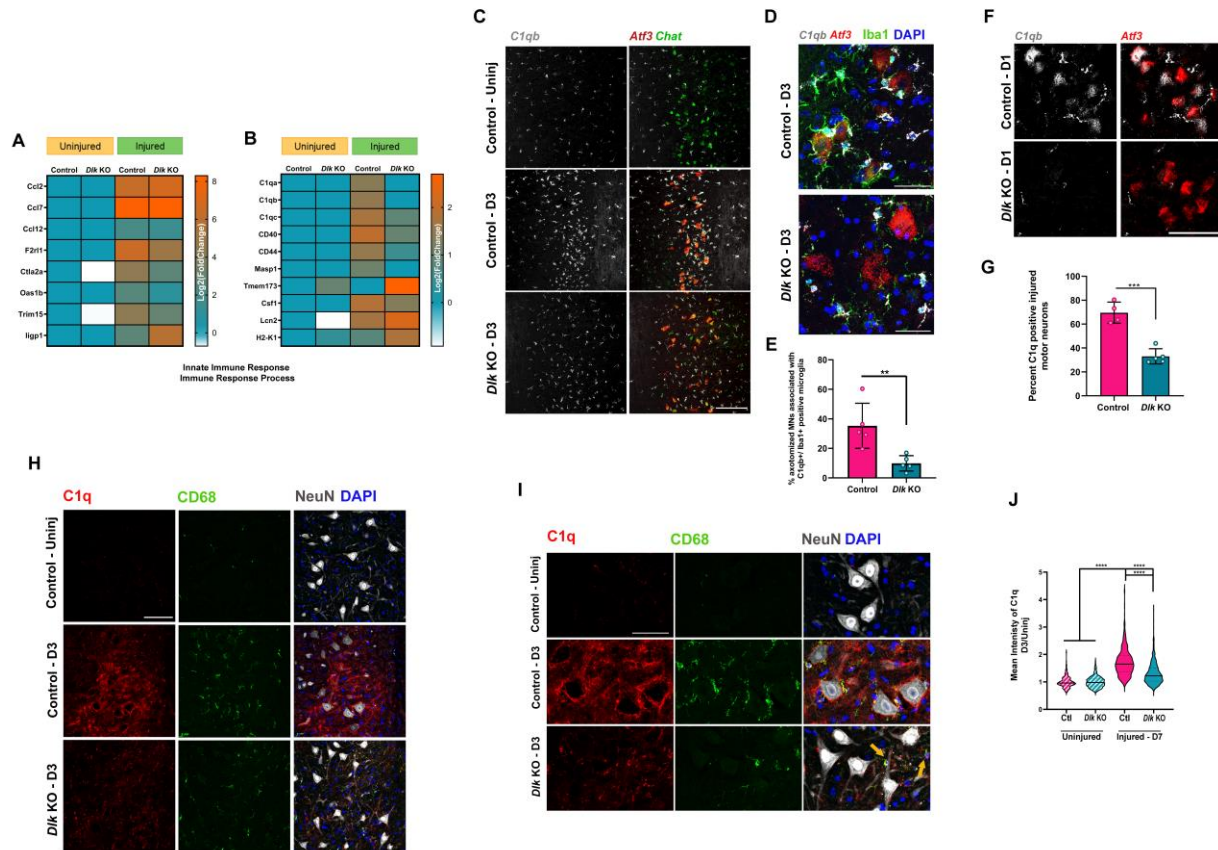 A
Uninjured Injured
Control Dlk KO Control Dlk KO
Ccl2
Ccl7
Ccl12
F2rl1
Ctla2a
Oas1b
Trim15
Iigp1
8
6
4
2
0
Log2(FoldChange)
B
Uninjured Injured
Control Dlk KO Control Dlk KO
C1qa
C1qb
C1qc
CD40
CD44
Masp1
Tmem173
Csf1
Lcn2
H2-K1
2
1
0
Log2(FoldChange)
Innate Immune Response
Immune Response Process
C
C1qb Atf3 Chat
Control - Uninj
Control - D3
Dlk KO - D3
D
C1qb Atf3 Iba1 DAPI
Control - D3
Dlk KO - D3
E
% axotomized MNs associated with
C1qb+/ Iba1+ positive microglia
80
60
40
20
0
**
Control Dlk KO
F
C1qb Atf3
Control - D1
Dlk KO - D1
G
Percent C1q positive injured
motor neurons
100
80
60
40
20
0
***
Control Dlk KO
H
C1q CD68 NeuN DAPI
Control - Uninj
Control - D3
Dlk KO - D3
I
C1q CD68 NeuN DAPI
Control - Uninj
Control - D3
Dlk KO - D3
J
Mean Intenisty of C1q
D3/Uninj
5
4
3
2
1
0
**** ****
****
Ctl Dlk KO Ctl Dlk KO
Uninjured Injured - D7